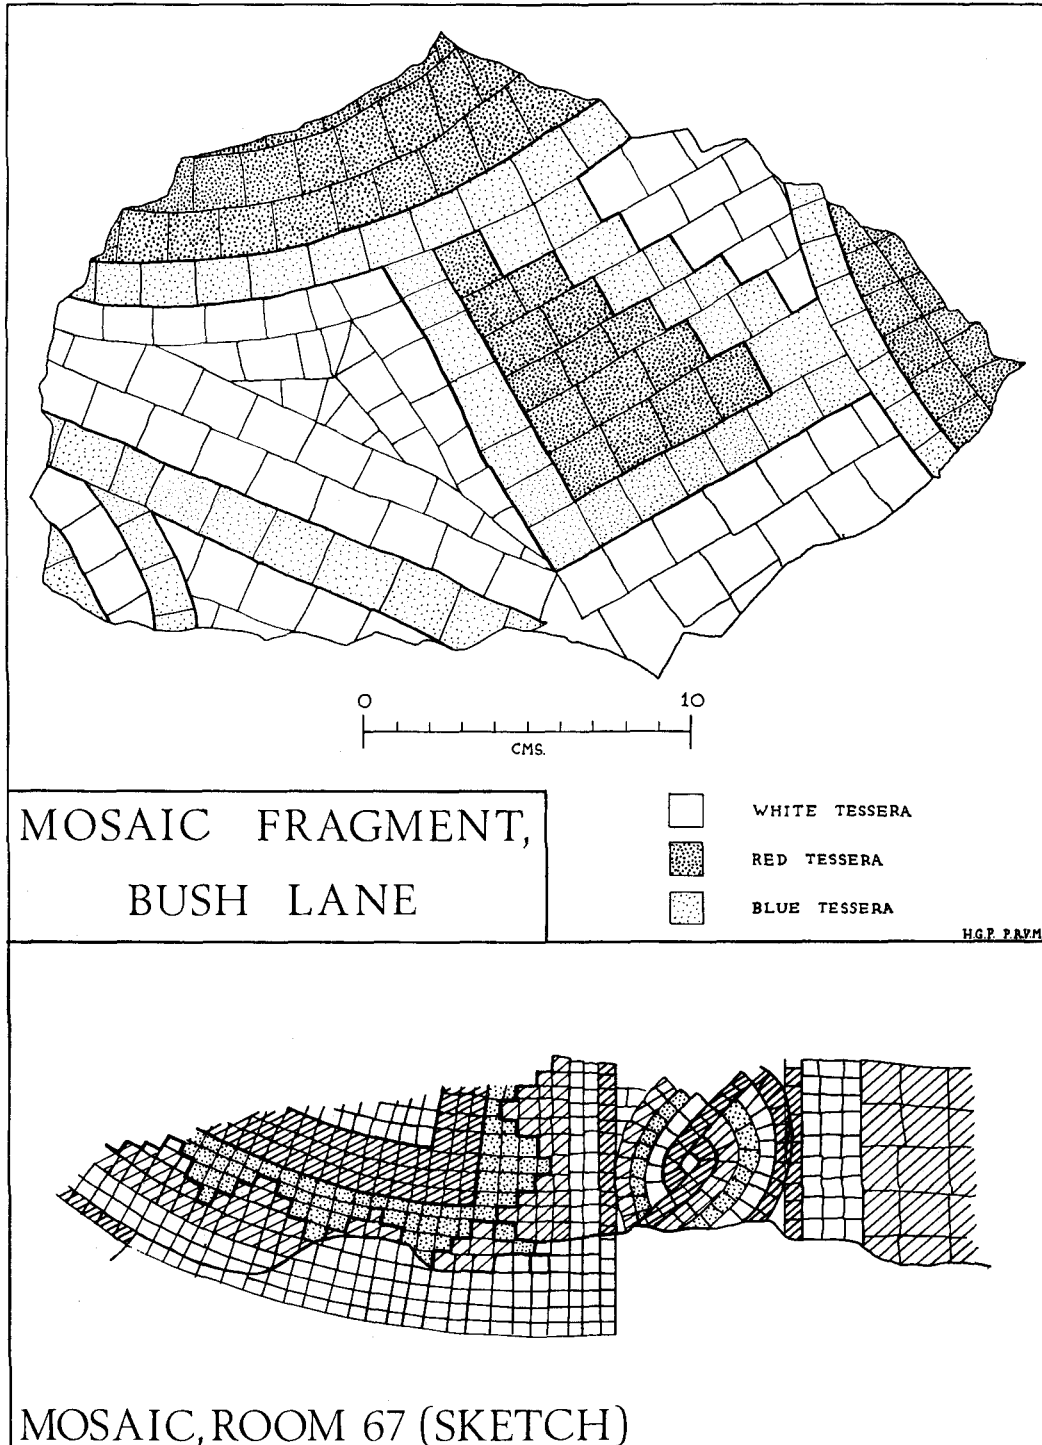 0 10
CMS.
MOSAIC FRAGMENT,
BUSH LANE
WHITE TESSERA
RED TESSERA
BLUE TESSERA
H.G.P. P.R.V.M
MOSAIC, ROOM 67 (SKETCH)